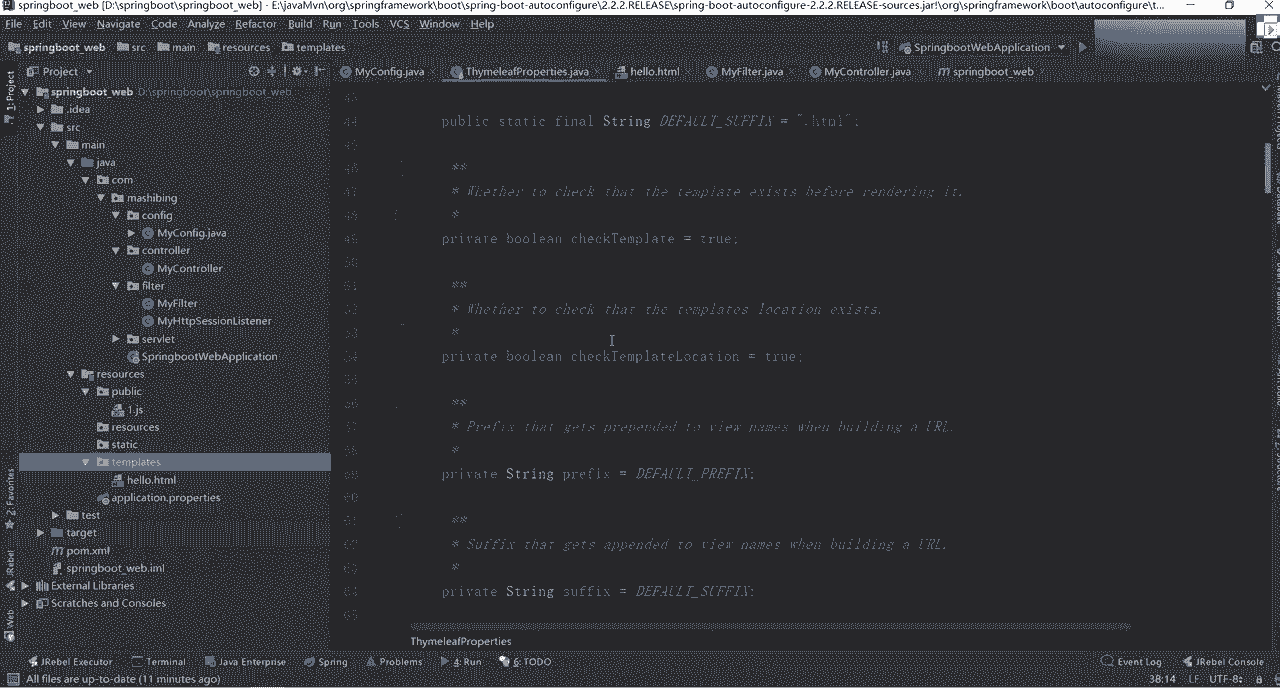 springboot_web [D:\springboot\springboot_web] - E:\javaMvn\org\springframework\boot\spring-boot-autoconfigure\2.2.2.RELEASE\spring-boot-autoconfigure-2.2.2.RELEASE-sources.jar!\org\springframework\boot\autoconfigure\t...
File Edit View Navigate Code Analyze Refactor Build Run Tools VCS Window Help
springboot_web src main resources templates
SpringbootWebApplication
Project
MyConfig.java ThymeleafProperties.java hello.html MyFilter.java MyController.java springboot_web
1: Project
springboot_web D:\springboot\springboot_web
.idea
src
main
java
com
mashibing
config
MyConfig.java
controller
MyController
filter
MyFilter
MyHttpSessionListener
servlet
SpringbootWebApplication
resources
public
1.js
resources
static
templates
hello.html
application.properties
test
target
pom.xml
springboot_web.iml
External Libraries
Scratches and Consoles
2: Favorites
JRebel
Web
public static final String DEFAULT_SUFFIX = ".html";
**
* Whether to check that the template exists before rendering it.
*
private boolean checkTemplate = true;
**
* Whether to check that the templates location exists.
*
private boolean checkTemplateLocation = true;
**
* Prefix that gets prepended to view names when building a URL.
*
private String prefix = DEFAULT_PREFIX;
**
* Suffix that gets appended to view names when building a URL.
*
private String suffix = DEFAULT_SUFFIX;
ThymeleafProperties
JRebel Executor Terminal Java Enterprise Spring Problems 4: Run 6: TODO Event Log JRebel Console
All files are up-to-date (11 minutes ago) 38:14 LF UTF-8